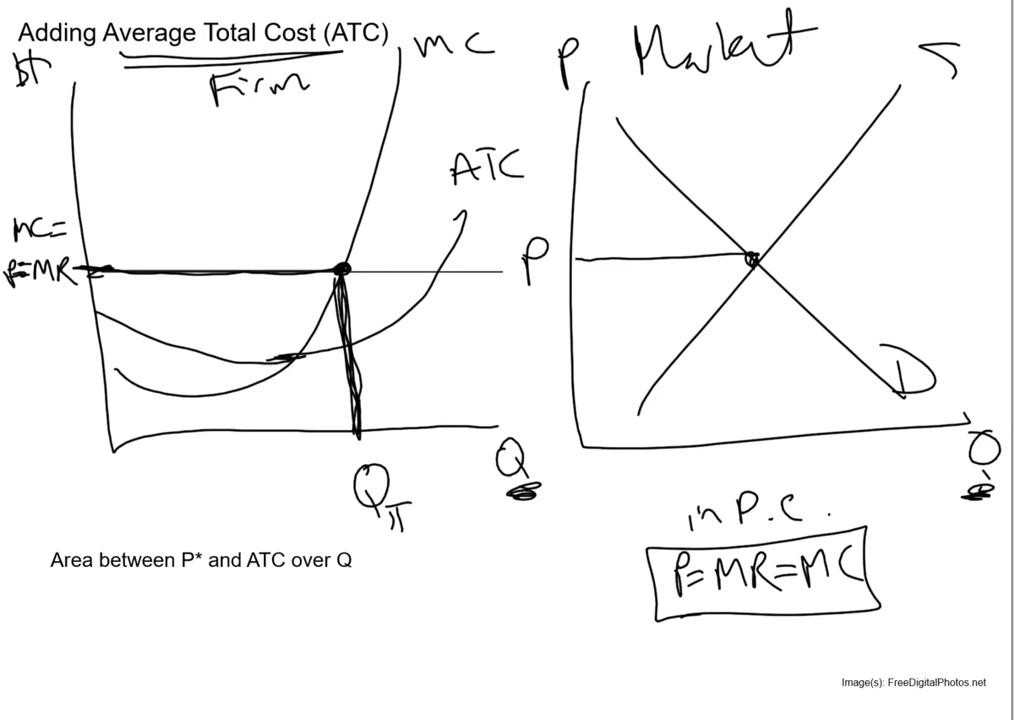 Adding Average Total Cost (ATC)
Firm
$
MC
ATC
MC=
P=MR=
Q
Qπ
Area between P* and ATC over Q
Market
P
S
P
D
Q
in P.C.
P=MR=MC
Image(s): FreeDigitalPhotos.net